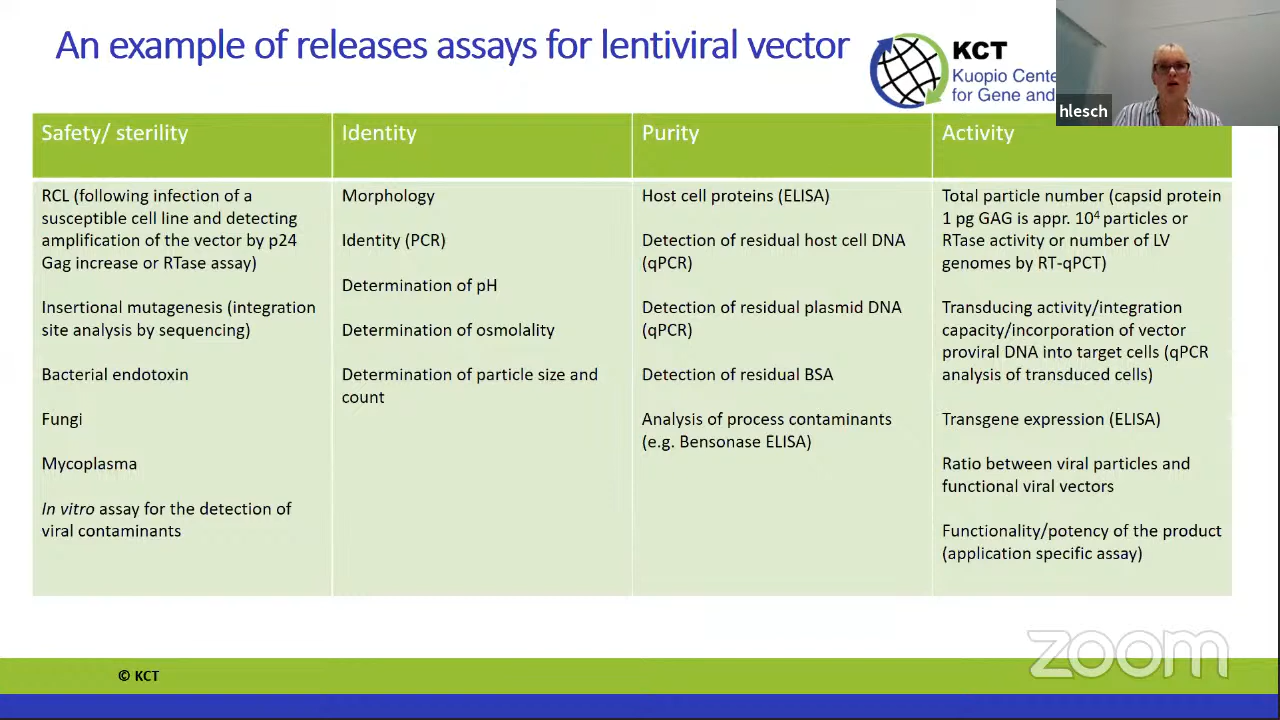 An example of releases assays for lentiviral vector
KCT
Kuopio Cente
for Gene and
hlesch
Safety/ sterility
RCL (following infection of a
susceptible cell line and detecting
amplification of the vector by p24
Gag increase or RTase assay)
Insertional mutagenesis (integration
site analysis by sequencing)
Bacterial endotoxin
Fungi
Mycoplasma
In vitro assay for the detection of
viral contaminants
Identity
Morphology
Identity (PCR)
Determination of pH
Determination of osmolality
Determination of particle size and
count
Purity
Host cell proteins (ELISA)
Detection of residual host cell DNA
(qPCR)
Detection of residual plasmid DNA
(qPCR)
Detection of residual BSA
Analysis of process contaminants
(e.g. Bensonase ELISA)
Activity
Total particle number (capsid protein
1 pg GAG is appr. 10⁴ particles or
RTase activity or number of LV
genomes by RT-qPCT)
Transducing activity/integration
capacity/incorporation of vector
proviral DNA into target cells (qPCR
analysis of transduced cells)
Transgene expression (ELISA)
Ratio between viral particles and
functional viral vectors
Functionality/potency of the product
(application specific assay)
zoom
© KCT